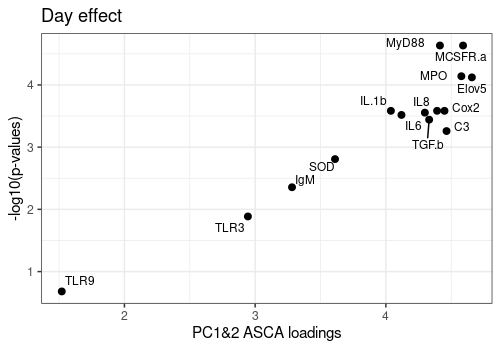 Day effect
MyD88
MCSFR.a
MPO
Elov5
IL.1b
IL8
Cox2
IL6
C3
TGF.b
SOD
IgM
TLR3
TLR9
4
3
2
1
-log10(p-values)
2
3
4
PC1&2 ASCA loadings